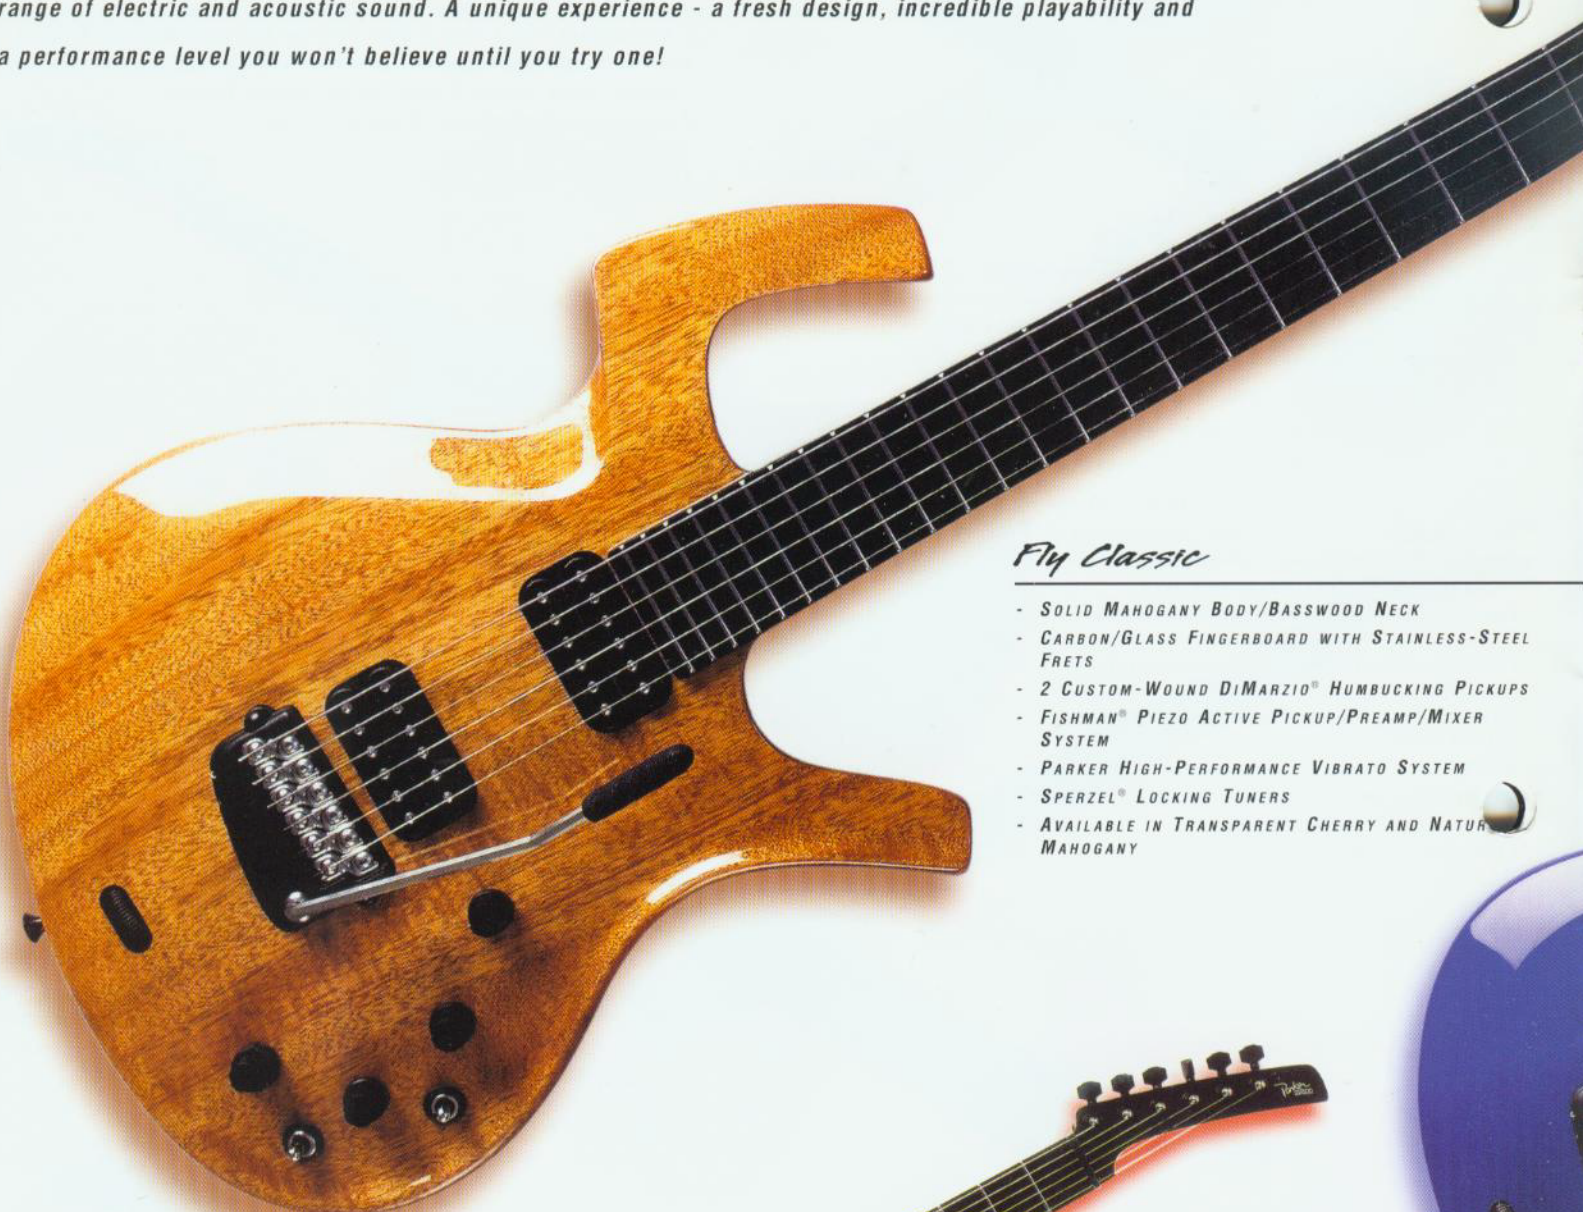 range of electric and acoustic sound. A unique experience - a fresh design, incredible playability and
a performance level you won't believe until you try one!
Fly Classic
- SOLID MAHOGANY BODY/BASSWOOD NECK
- CARBON/GLASS FINGERBOARD WITH STAINLESS-STEEL
FRETS
- 2 CUSTOM-WOUND DIMARZIO® HUMBUCKING PICKUPS
- FISHMAN® PIEZO ACTIVE PICKUP/PREAMP/MIXER
SYSTEM
- PARKER HIGH-PERFORMANCE VIBRATO SYSTEM
- SPERZEL® LOCKING TUNERS
- AVAILABLE IN TRANSPARENT CHERRY AND NATUR
MAHOGANY
Parker